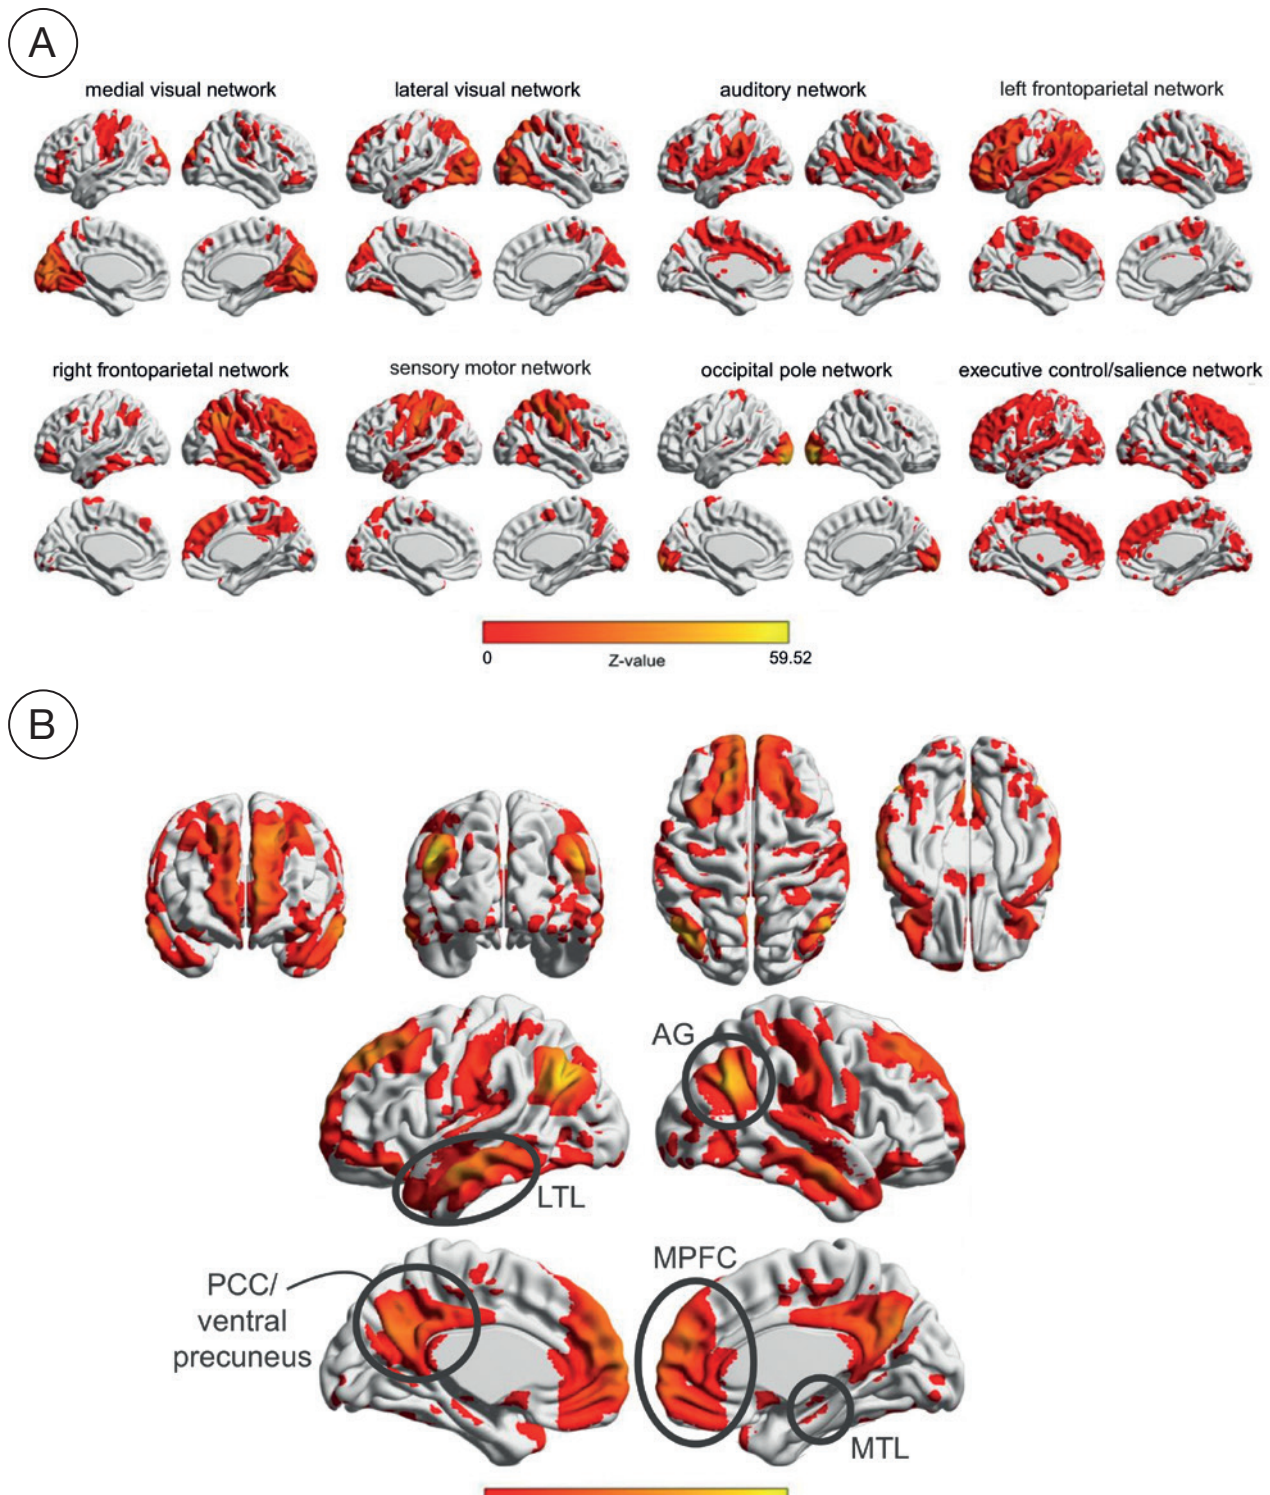 A
medial visual network
lateral visual network
auditory network
left frontoparietal network
right frontoparietal network
sensory motor network
occipital pole network
executive control/salience network
0
Z-value
59.52
B
AG
LTL
PCC/
ventral
precuneus
MPFC
MTL